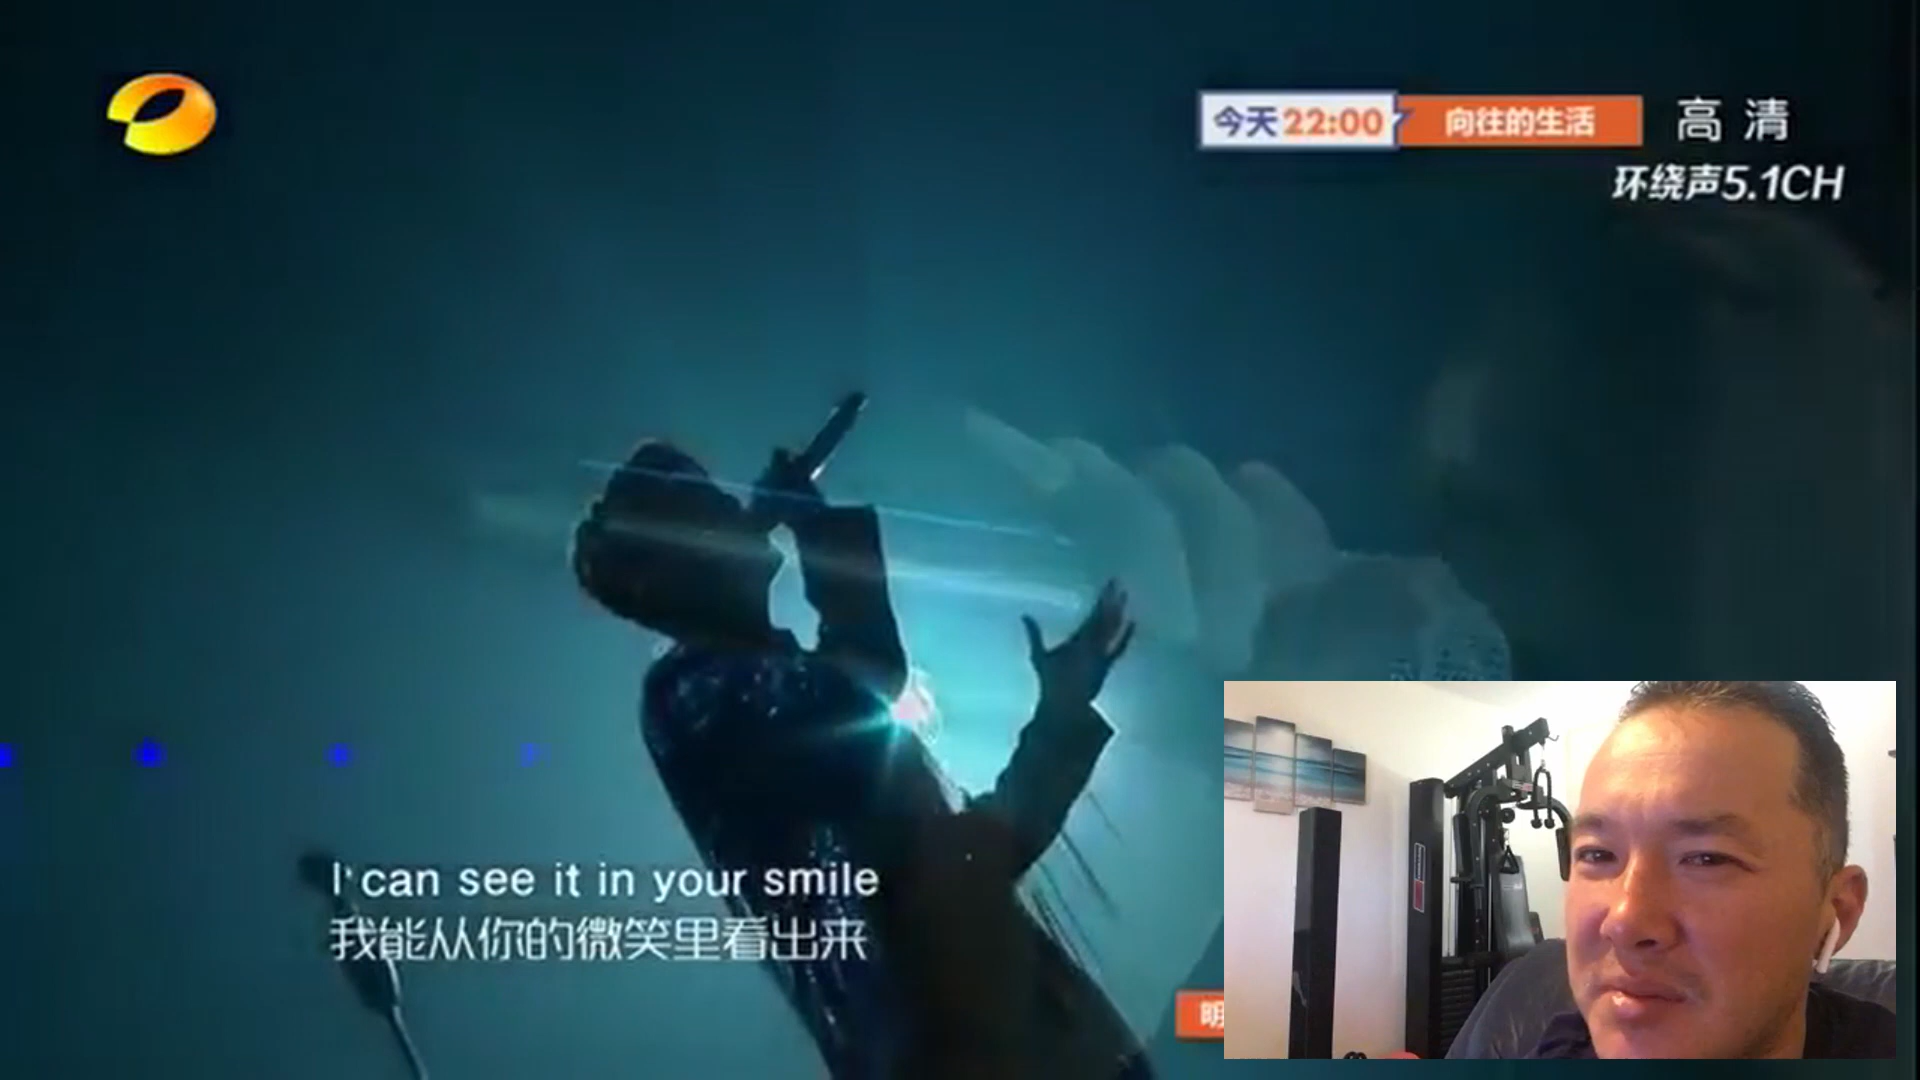 今天22:00 向往的生活 高清
环绕声5.1CH
I can see it in your smile
我能从你的微笑里看出来
明